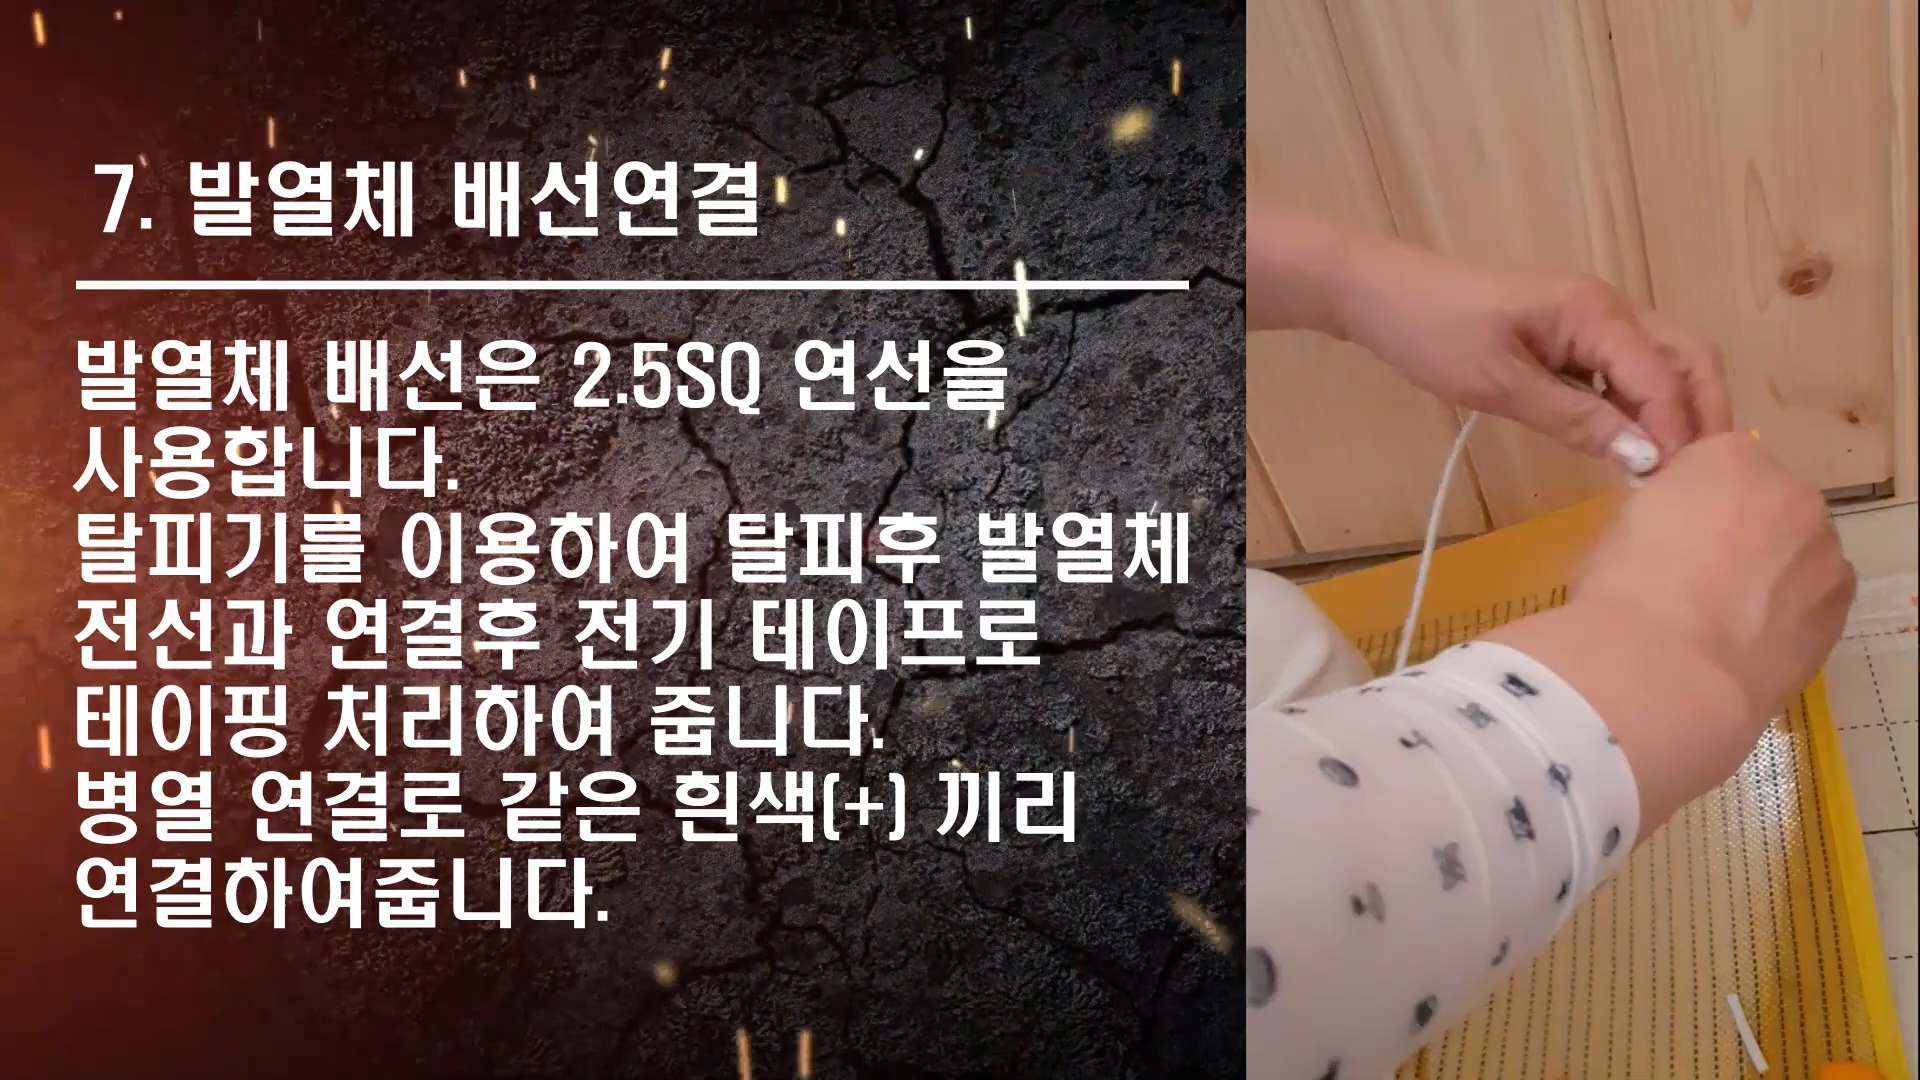 7. 발열체 배선연결
발열체 배선은 2.5SQ 연선을
사용합니다.
탈피기를 이용하여 탈피후 발열체
전선과 연결후 전기 테이프로
테이핑 처리하여 줍니다.
병열 연결로 같은 흰색(+) 끼리
연결하여줍니다.